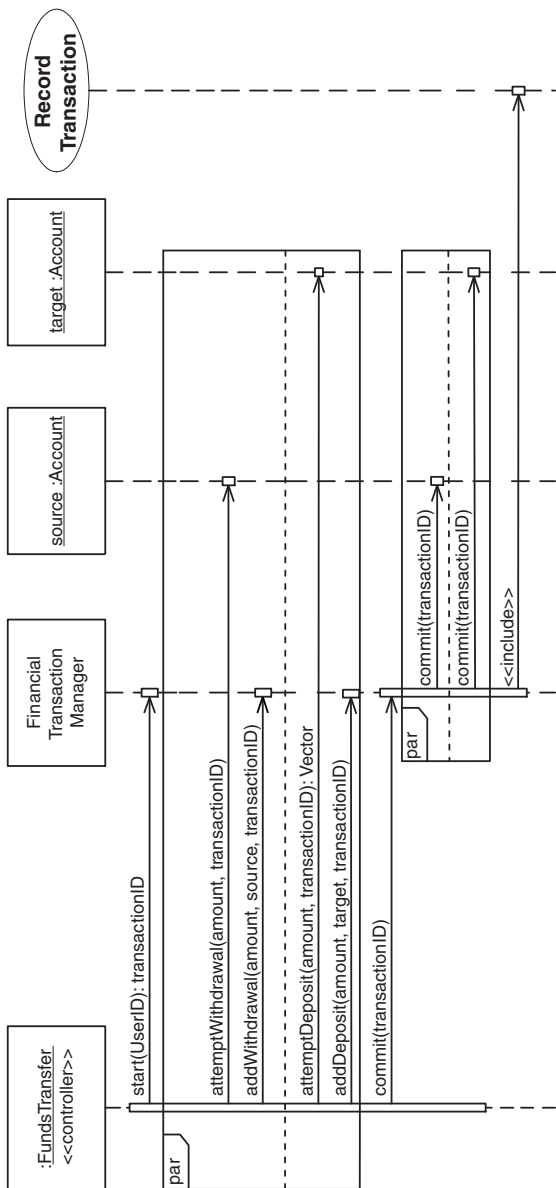 :FundsTransfer
<<controller>>
Financial
Transaction
Manager
source :Account
target :Account
Record
Transaction
start(UserID): transactionID
par
attemptWithdrawal(amount, transactionID)
addWithdrawal(amount, source, transactionID)
attemptDeposit(amount, transactionID): Vector
addDeposit(amount, target, transactionID)
commit(transactionID)
par
commit(transactionID)
commit(transactionID)
<<include>>